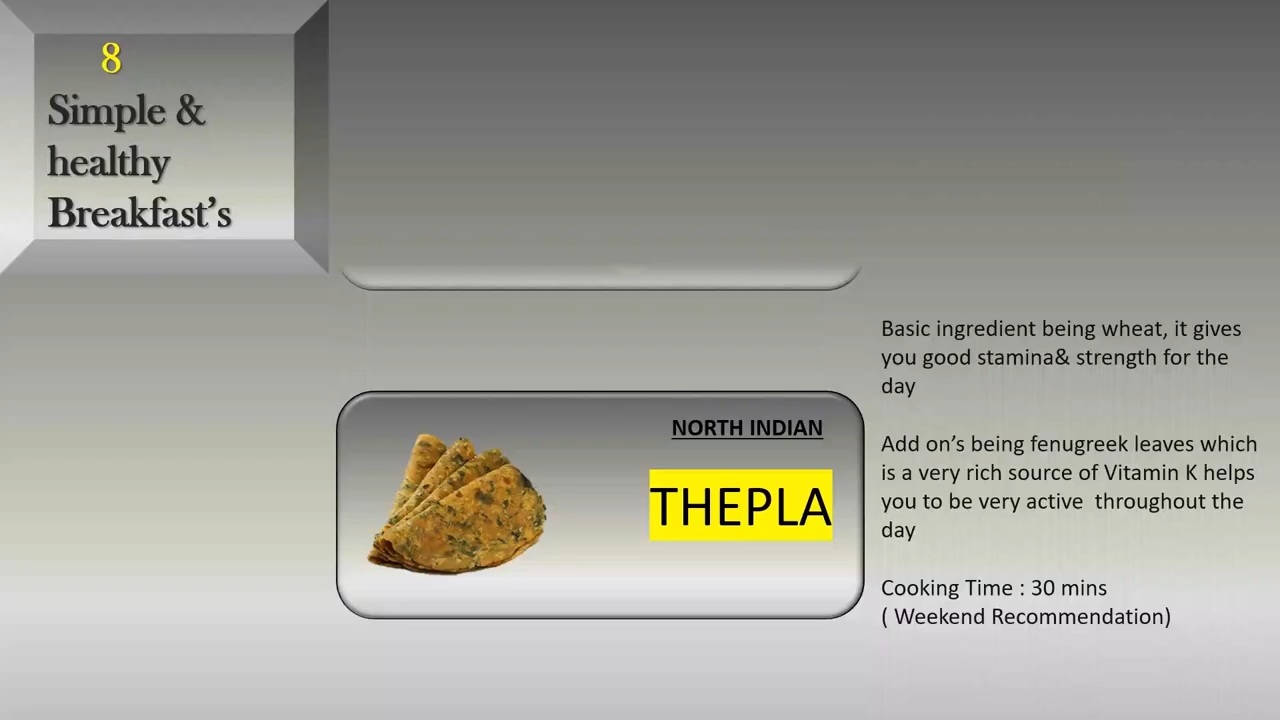 8
Simple &
healthy
Breakfast’s
NORTH INDIAN
THEPLA
Basic ingredient being wheat, it gives
you good stamina& strength for the
day
Add on’s being fenugreek leaves which
is a very rich source of Vitamin K helps
you to be very active  throughout the
day
Cooking Time : 30 mins
( Weekend Recommendation)